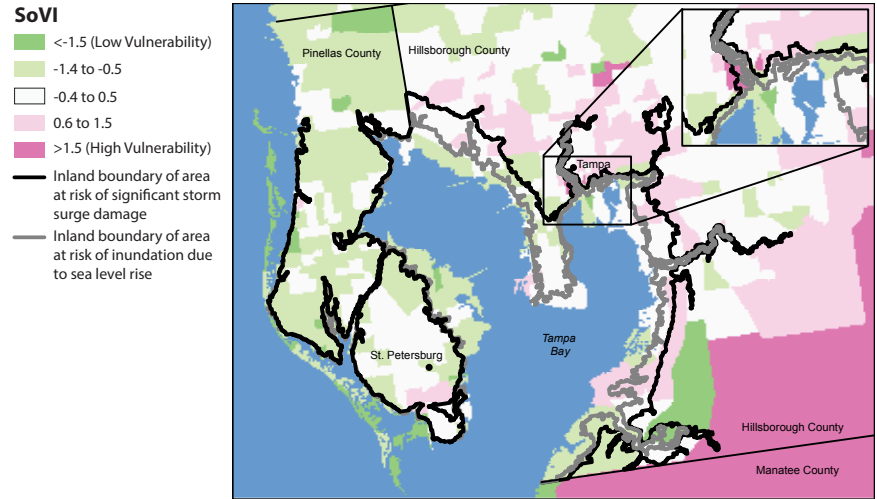 SoVI
<-1.5 (Low Vulnerability)
-1.4 to -0.5
-0.4 to 0.5
0.6 to 1.5
>1.5 (High Vulnerability)
Inland boundary of area
at risk of significant storm
surge damage
Inland boundary of area
at risk of inundation due
to sea level rise
Pinellas County
Hillsborough County
Tampa
Tampa
Bay
St. Petersburg
Hillsborough County
Manatee County